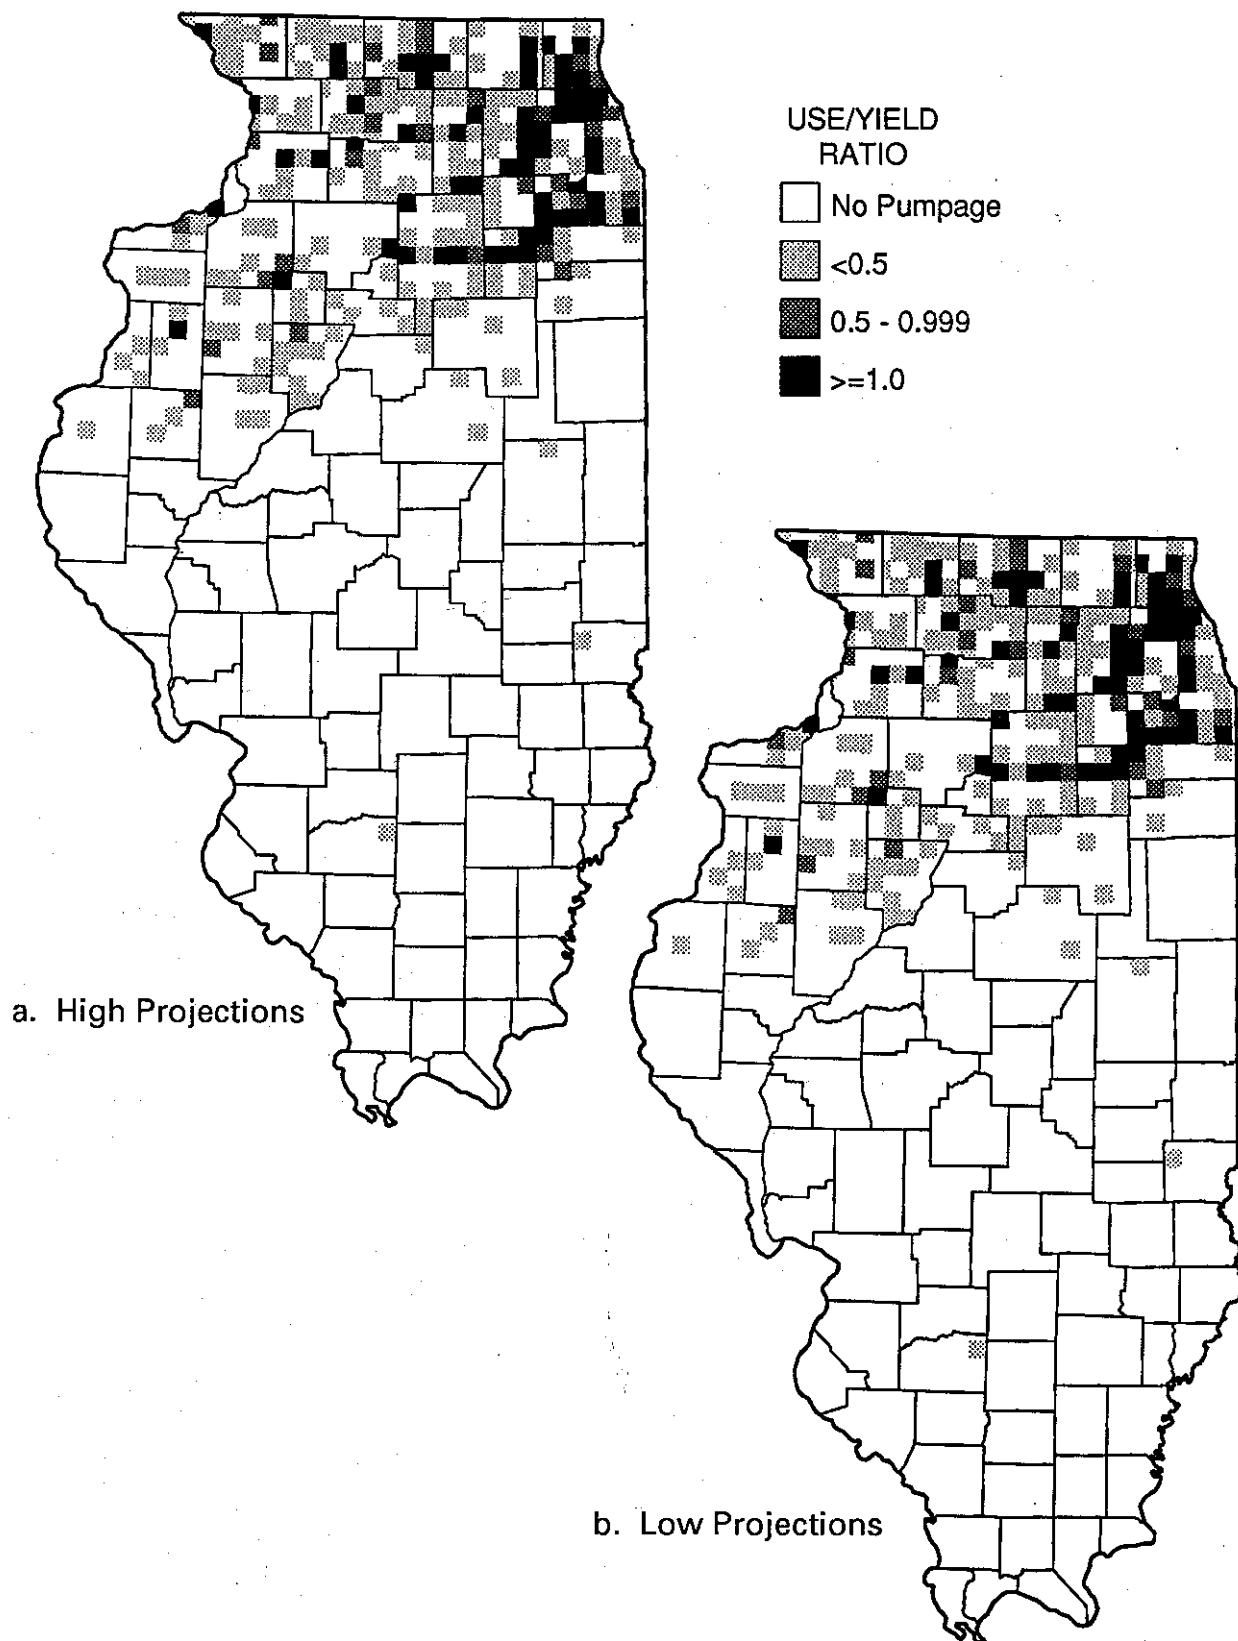 USE/YIELD
RATIO
No Pumpage
<0.5
0.5 - 0.999
>=1.0
a. High Projections
b. Low Projections